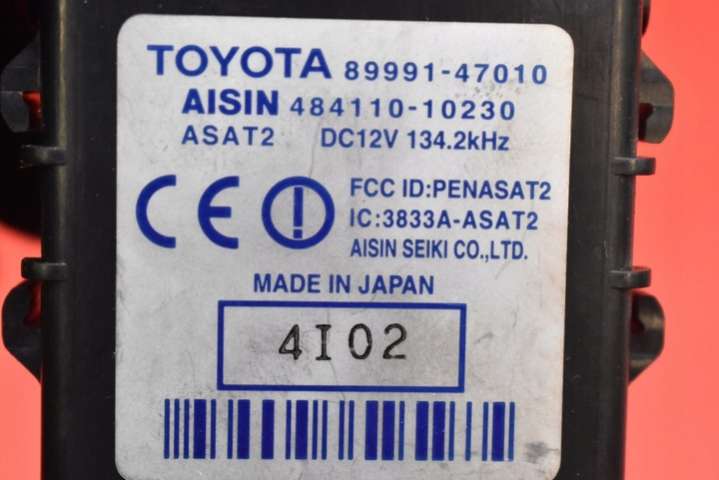 TOYOTA 89991-47010
AISIN 484110-10230
ASAT2 DC12V 134.2kHz
CE FCC ID:PENASAT2
IC:3833A-ASAT2
AISIN SEIKI CO.,LTD.
MADE IN JAPAN
4I02